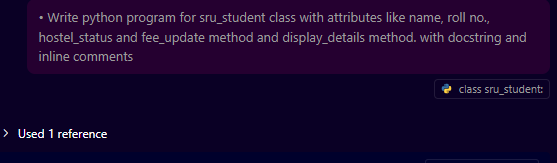 • Write python program for sru_student class with attributes like name, roll no.,
hostel_status and fee_update method and display_details method. with docstring and
inline comments
class sru_student:
Used 1 reference